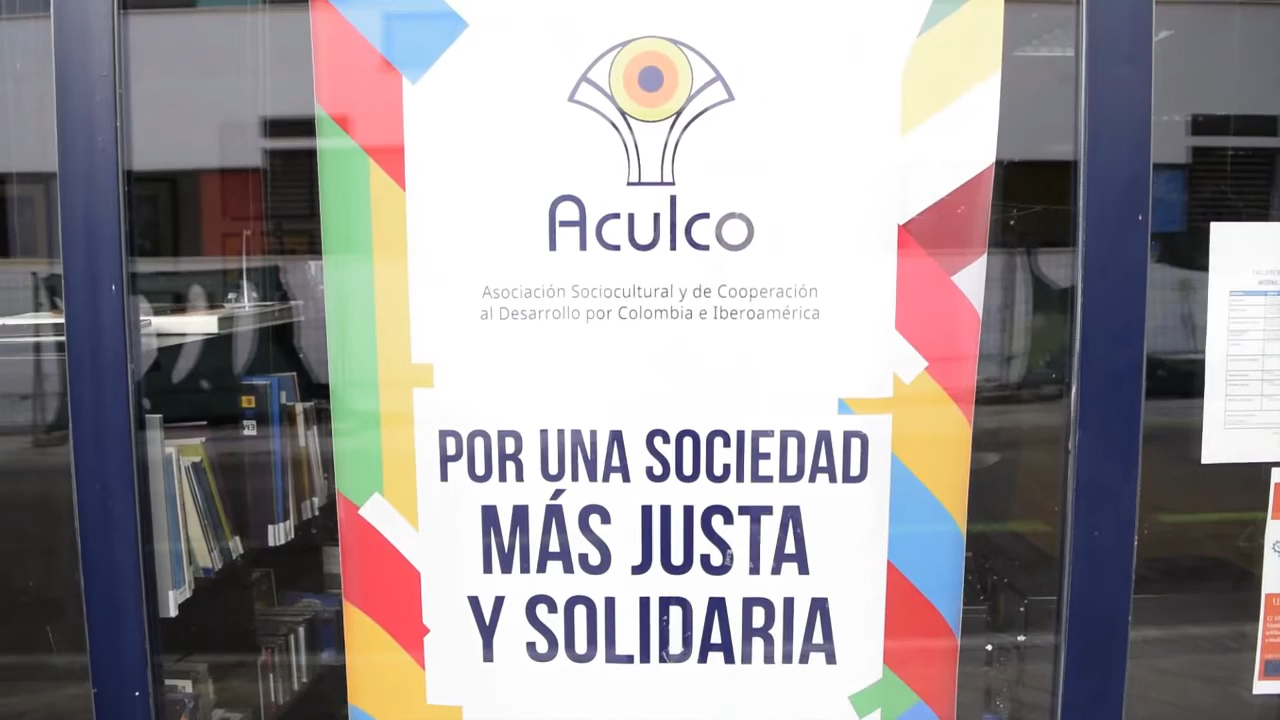 Aculco
Asociación Sociocultural y de Cooperación
al Desarrollo por Colombia e Iberoamérica
POR UNA SOCIEDAD
MÁS JUSTA
Y SOLIDARIA